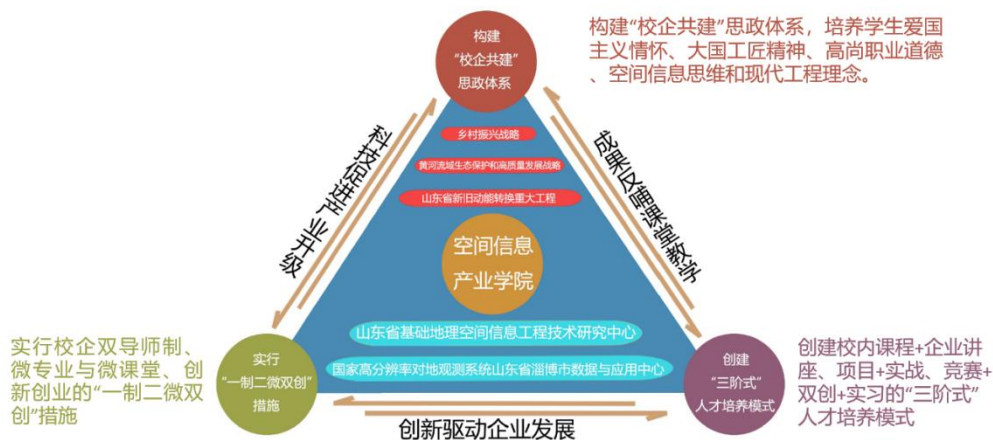 构建
“校企共建”
思政体系
构建“校企共建”思政体系，培养学生爱国
主义情怀、大国工匠精神、高尚职业道德
、空间信息思维和现代工程理念。
科技促进产业升级
成果反哺课堂教学
乡村振兴战略
黄河流域生态保护和高质量发展战略
山东省新旧动能转换重大工程
空间信息
产业学院
山东省基础地理空间信息工程技术研究中心
国家高分辨率对地观测系统山东省淄博市数据与应用中心
实行校企双导师制、
微专业与微课堂、创
新创业的“一制二微双
创”措施
实行
“一制二微双创”
措施
创建
“三阶式”
人才培养模式
创建校内课程+企业讲
座、项目+实战、竞赛+
双创+实习的“三阶式”
人才培养模式
创新驱动企业发展